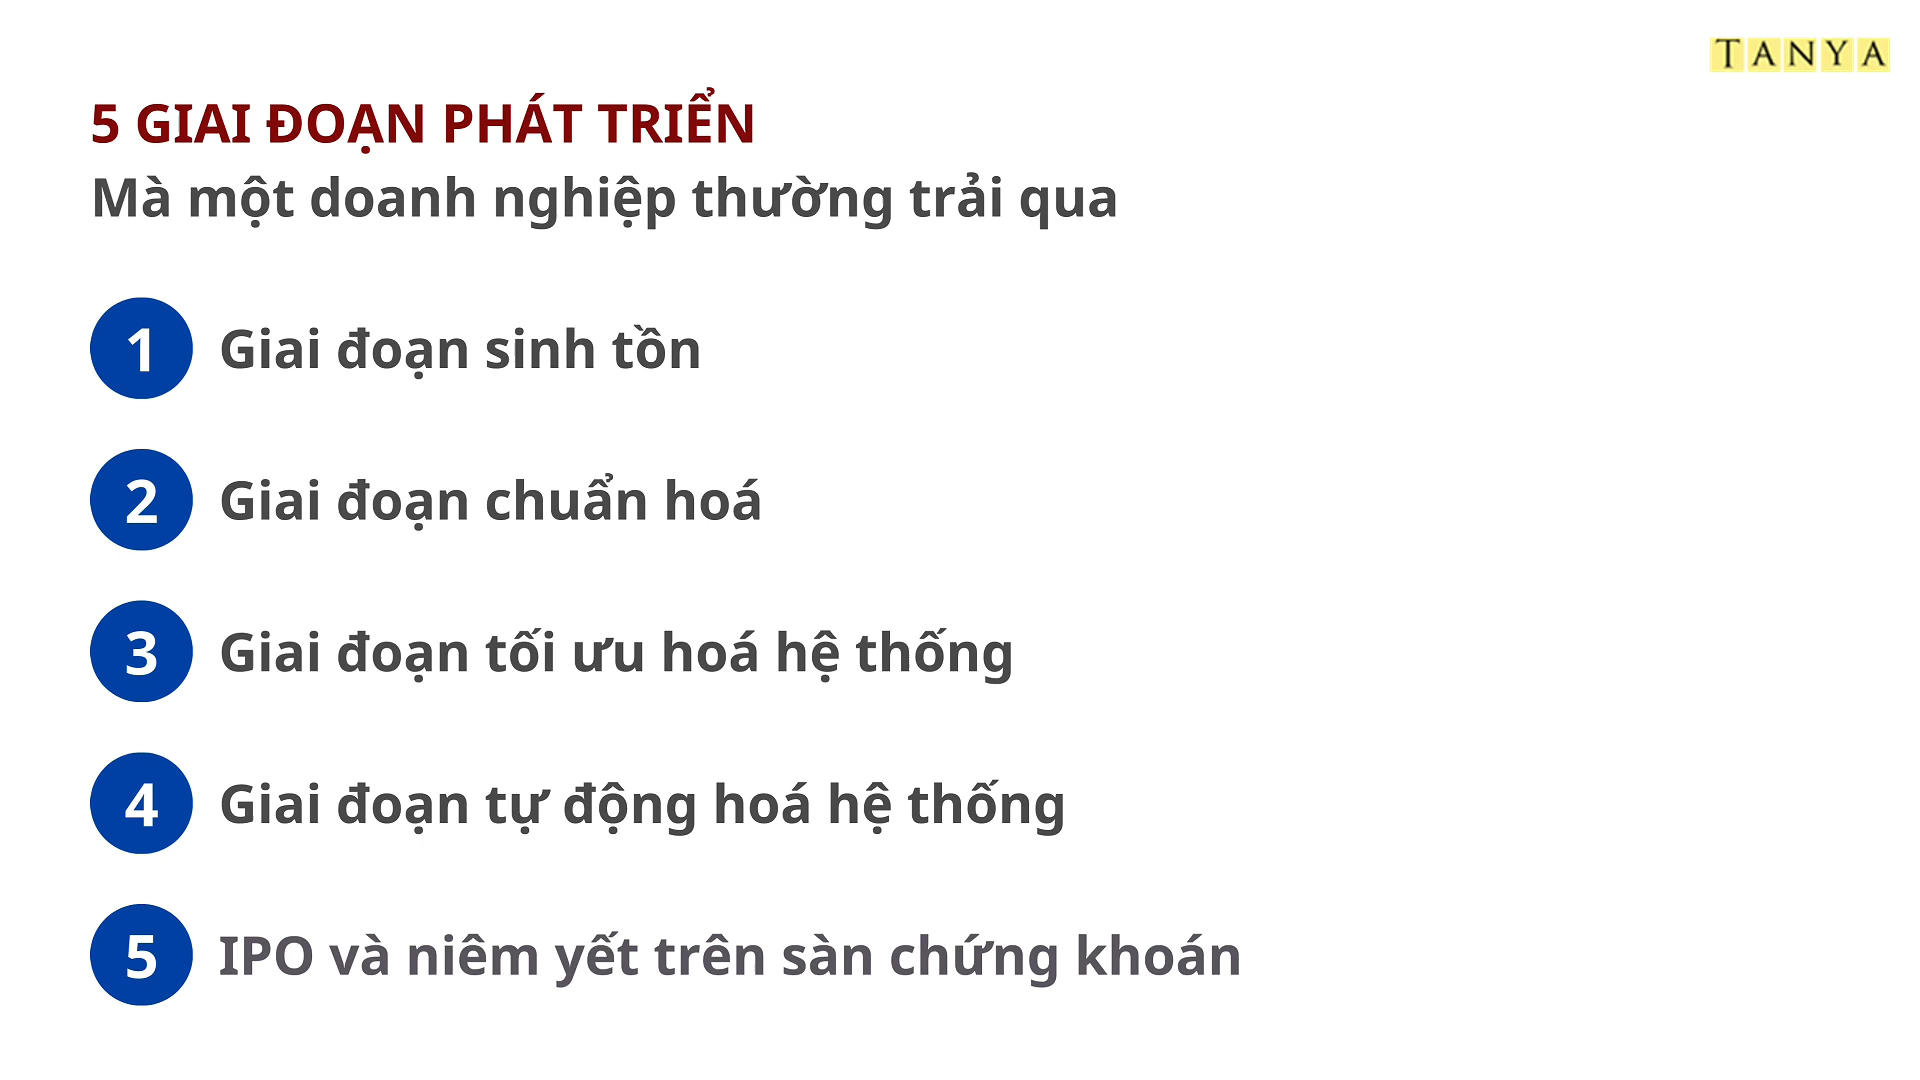 TANYA
5 GIAI ĐOẠN PHÁT TRIỂN
Mà một doanh nghiệp thường trải qua
1 Giai đoạn sinh tồn
2 Giai đoạn chuẩn hoá
3 Giai đoạn tối ưu hoá hệ thống
4 Giai đoạn tự động hoá hệ thống
5 IPO và niêm yết trên sàn chứng khoán